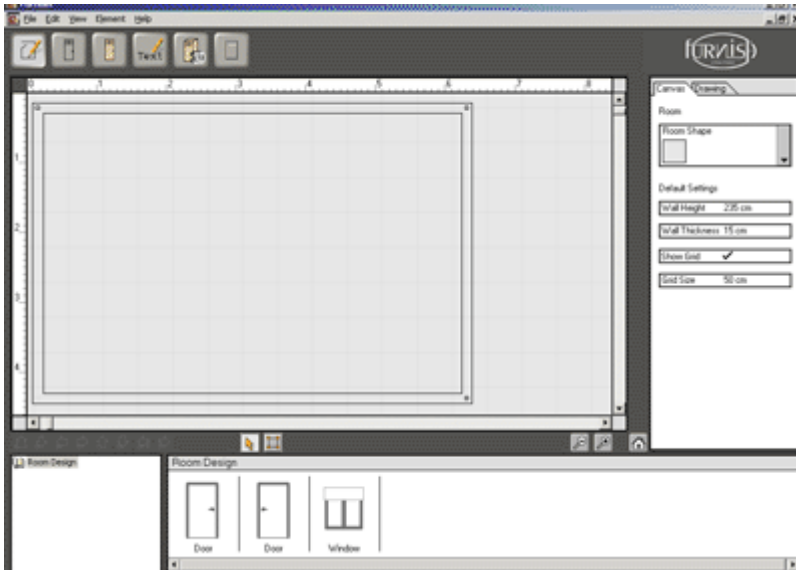 File Edit View Element Help
Text
FURNISH
0 1 2 3 4 5 6 7 8
1
2
3
4
Canvas Drawing
Room
Room Shape
Default Settings
Wall Height 235 cm
Wall Thickness 15 cm
Show Grid
Grid Size 50 cm
Room Design
Room Design
Door Door Window